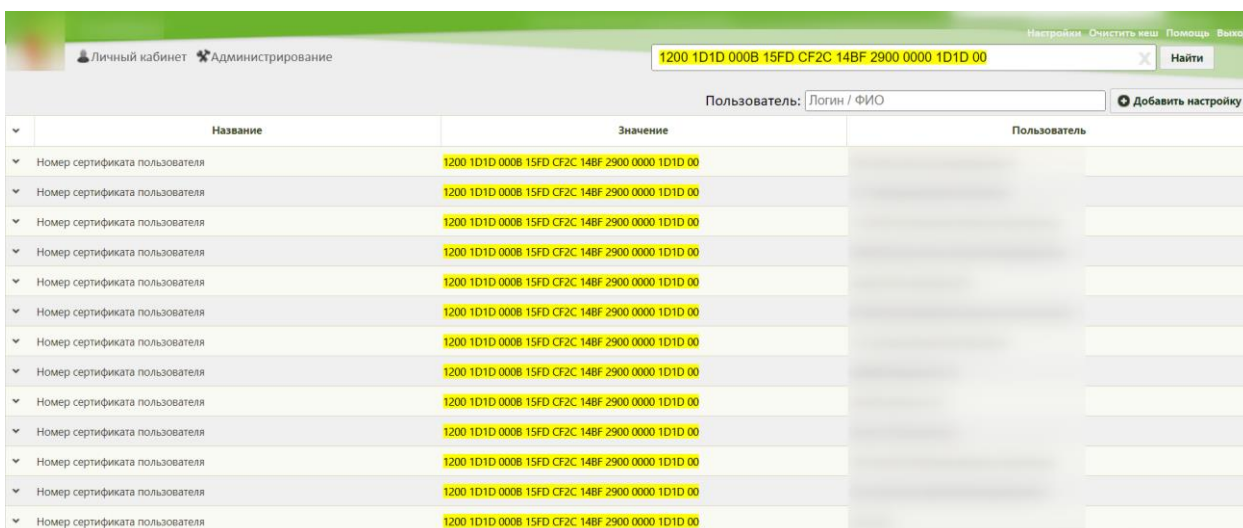 Настройки Очистить кеш Помощь Выхо
Личный кабинет Администрирование
1200 1D1D 000B 15FD CF2C 14BF 2900 0000 1D1D 00
X
Найти
Пользователь: Логин / ФИО
Добавить настройку
Название Значение Пользователь
Номер сертификата пользователя 1200 1D1D 000B 15FD CF2C 14BF 2900 0000 1D1D 00
Номер сертификата пользователя 1200 1D1D 000B 15FD CF2C 14BF 2900 0000 1D1D 00
Номер сертификата пользователя 1200 1D1D 000B 15FD CF2C 14BF 2900 0000 1D1D 00
Номер сертификата пользователя 1200 1D1D 000B 15FD CF2C 14BF 2900 0000 1D1D 00
Номер сертификата пользователя 1200 1D1D 000B 15FD CF2C 14BF 2900 0000 1D1D 00
Номер сертификата пользователя 1200 1D1D 000B 15FD CF2C 14BF 2900 0000 1D1D 00
Номер сертификата пользователя 1200 1D1D 000B 15FD CF2C 14BF 2900 0000 1D1D 00
Номер сертификата пользователя 1200 1D1D 000B 15FD CF2C 14BF 2900 0000 1D1D 00
Номер сертификата пользователя 1200 1D1D 000B 15FD CF2C 14BF 2900 0000 1D1D 00
Номер сертификата пользователя 1200 1D1D 000B 15FD CF2C 14BF 2900 0000 1D1D 00
Номер сертификата пользователя 1200 1D1D 000B 15FD CF2C 14BF 2900 0000 1D1D 00
Номер сертификата пользователя 1200 1D1D 000B 15FD CF2C 14BF 2900 0000 1D1D 00
Номер сертификата пользователя 1200 1D1D 000B 15FD CF2C 14BF 2900 0000 1D1D 00